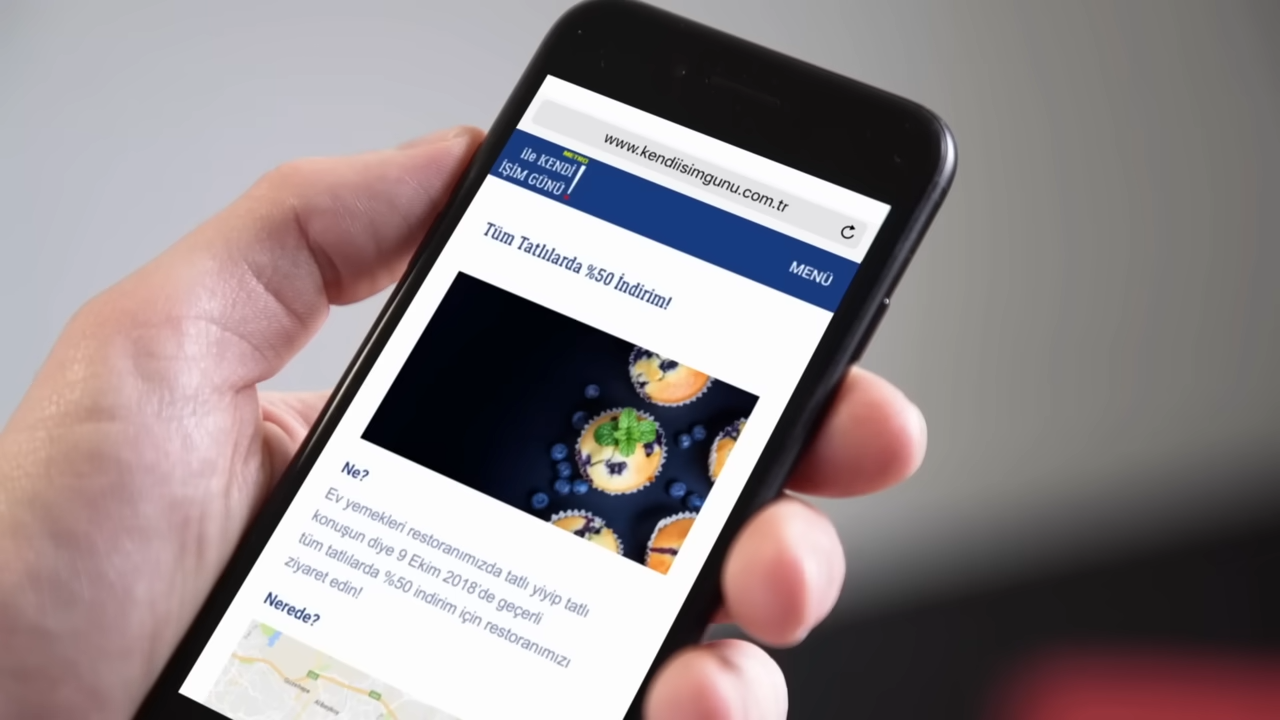 www.kendiisimgunu.com.tr
METRO
ile KENDİ
İŞİM GÜNÜ
MENÜ
Tüm Tatlılarda %50 İndirim!
Ne?
Ev yemekleri restoranımızda tatlı yiyip tatlı
konuşun diye 9 Ekim 2018'de geçerli
tüm tatlılarda %50 indirim için restoranımızı
ziyaret edin!
Nerede?